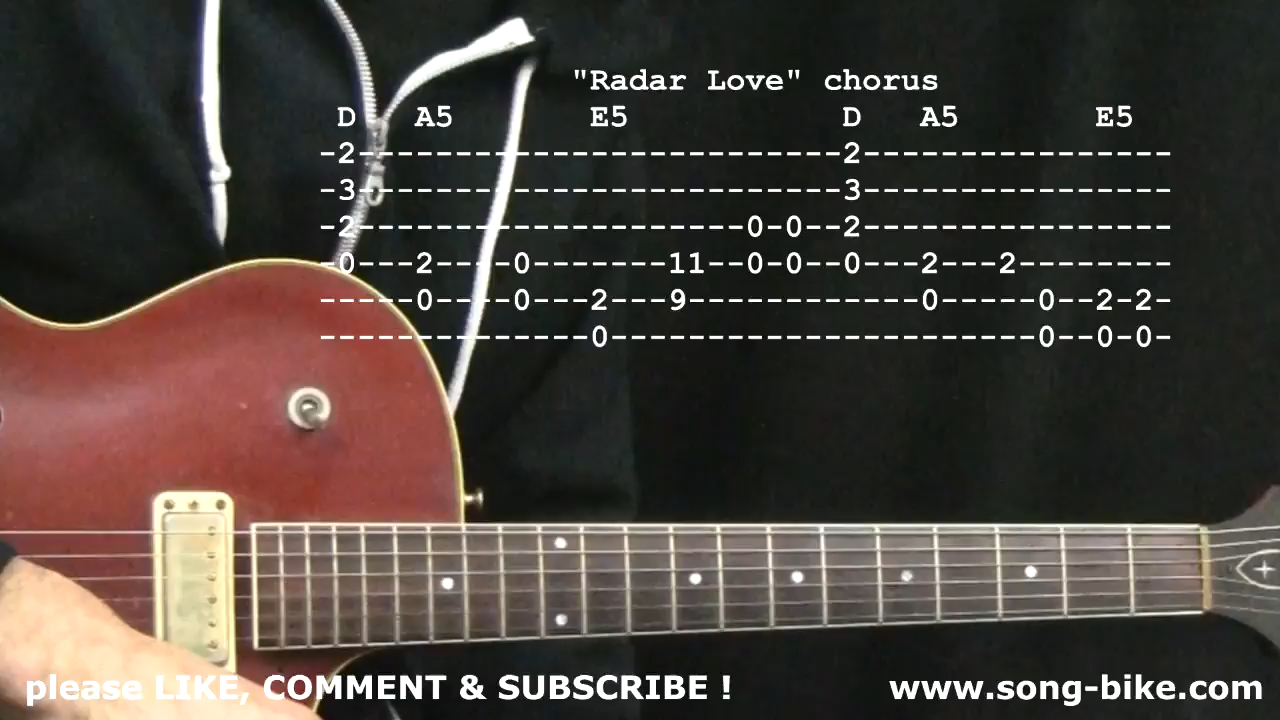 "Radar Love" chorus
D   A5       E5           D   A5       E5
-2-------------------------2----------------
-3-------------------------3----------------
-2--------------------0-0--2----------------
-0---2----0-------11--0-0--0---2---2--------
-----0----0---2---9------------0-----0--2-2-
--------------0----------------------0--0-0-
please LIKE, COMMENT & SUBSCRIBE ! www.song-bike.com